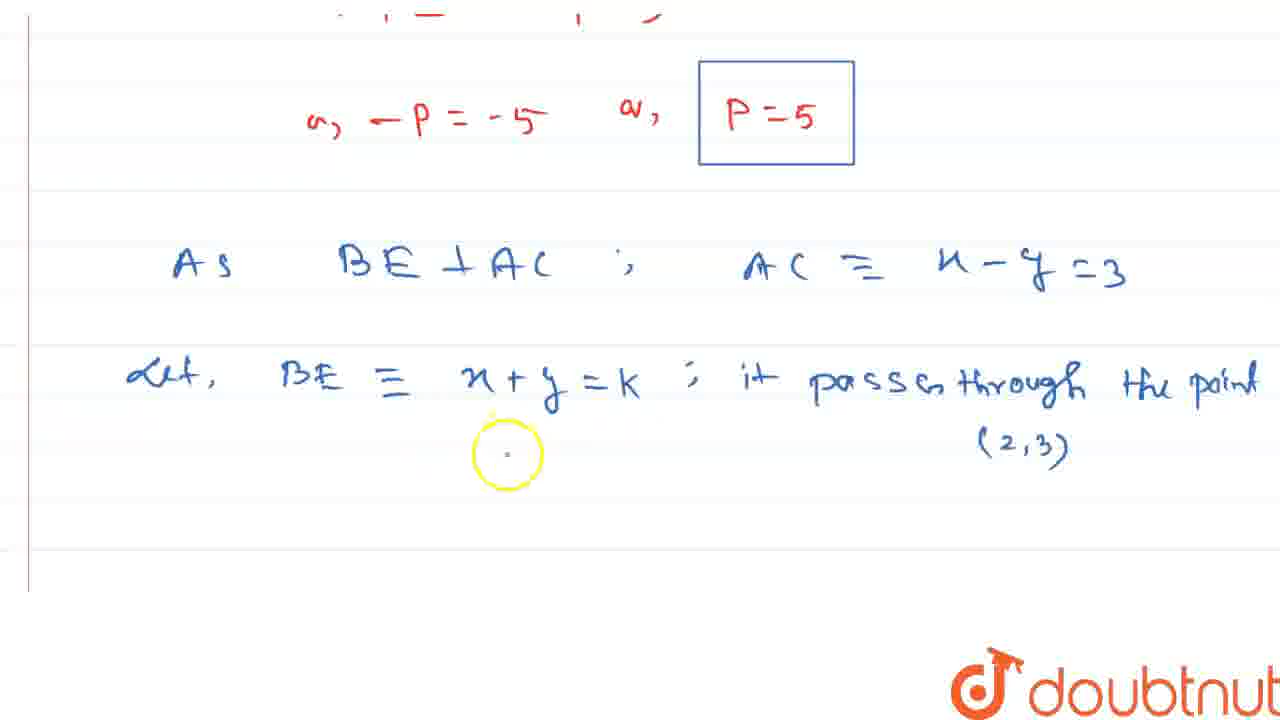 or, -P = -5 or, P = 5
As BE ⊥ AC ; AC ≡ x - y = 3
Let, BE ≡ x + y = k ; it passes through the point
(2,3)
doubtnut